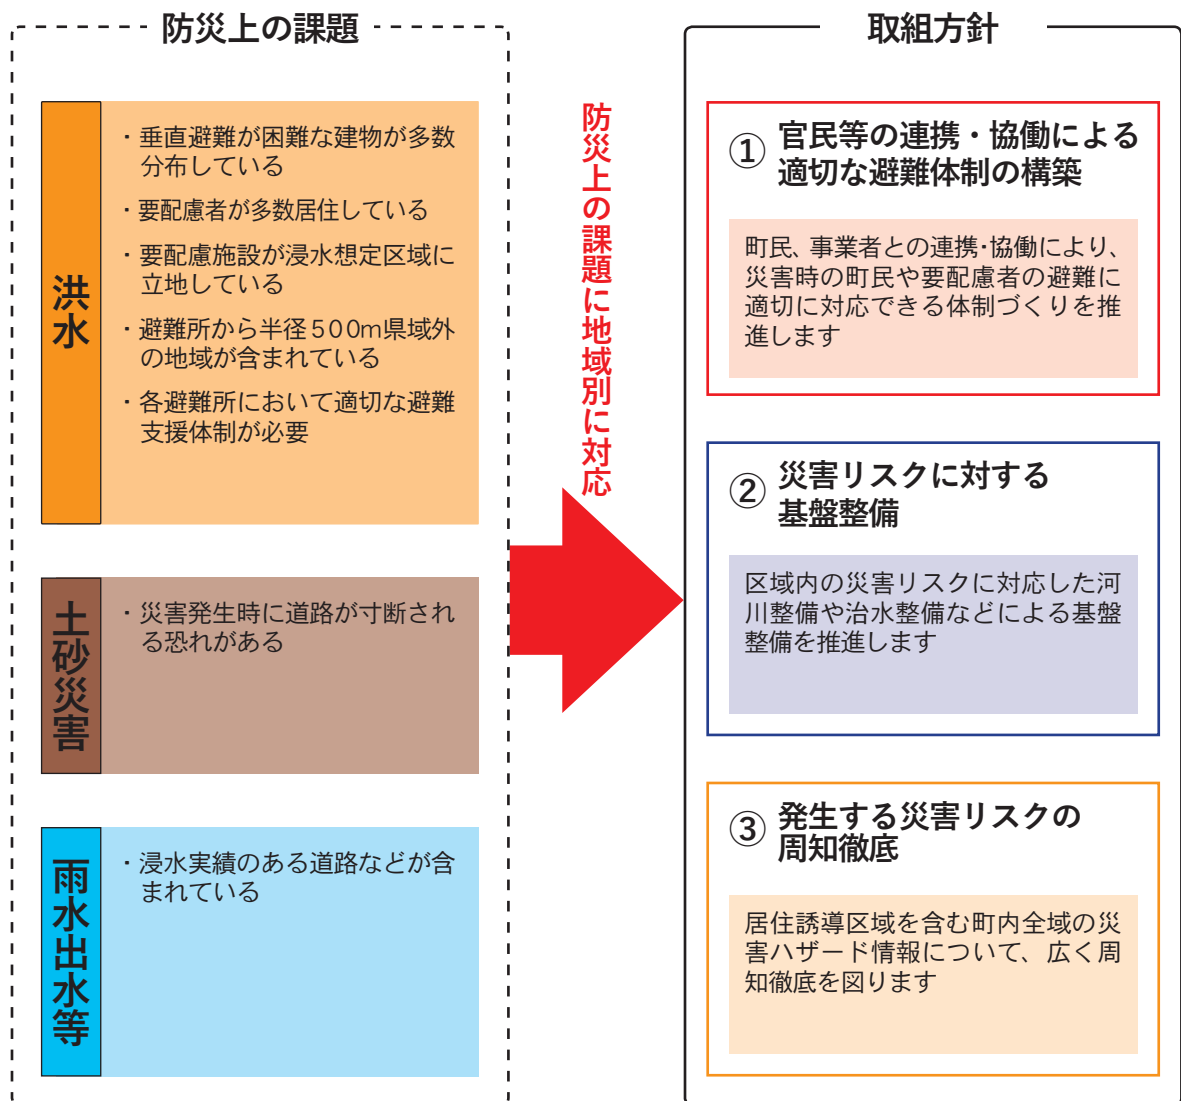 防災上の課題
洪水
・垂直避難が困難な建物が多数
分布している
・要配慮者が多数居住している
・要配慮施設が浸水想定区域に
立地している
・避難所から半径500m県域外
の地域が含まれている
・各避難所において適切な避難
支援体制が必要
土砂災害
・災害発生時に道路が寸断され
る恐れがある
雨水出水等
・浸水実績のある道路などが含
まれている
防災上の課題に地域別に対応
取組方針
① 官民等の連携・協働による
適切な避難体制の構築
町民、事業者との連携・協働により、
災害時の町民や要配慮者の避難に
適切に対応できる体制づくりを推
進します
② 災害リスクに対する
基盤整備
区域内の災害リスクに対応した河
川整備や治水整備などによる基盤
整備を推進します
③ 発生する災害リスクの
周知徹底
居住誘導区域を含む町内全域の災
害ハザード情報について、広く周
知徹底を図ります